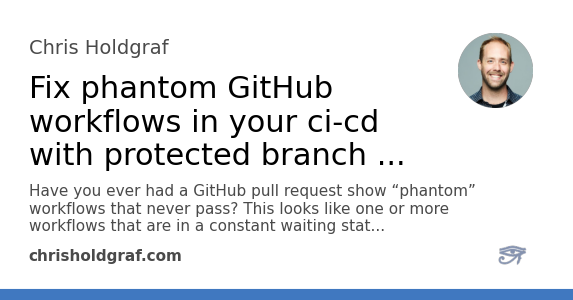 Chris Holdgraf
Fix phantom GitHub
workflows in your ci-cd
with protected branch ...
Have you ever had a GitHub pull request show “phantom”
workflows that never pass? This looks like one or more
workflows that are in a constant waiting stat...
chrisholdgraf.com